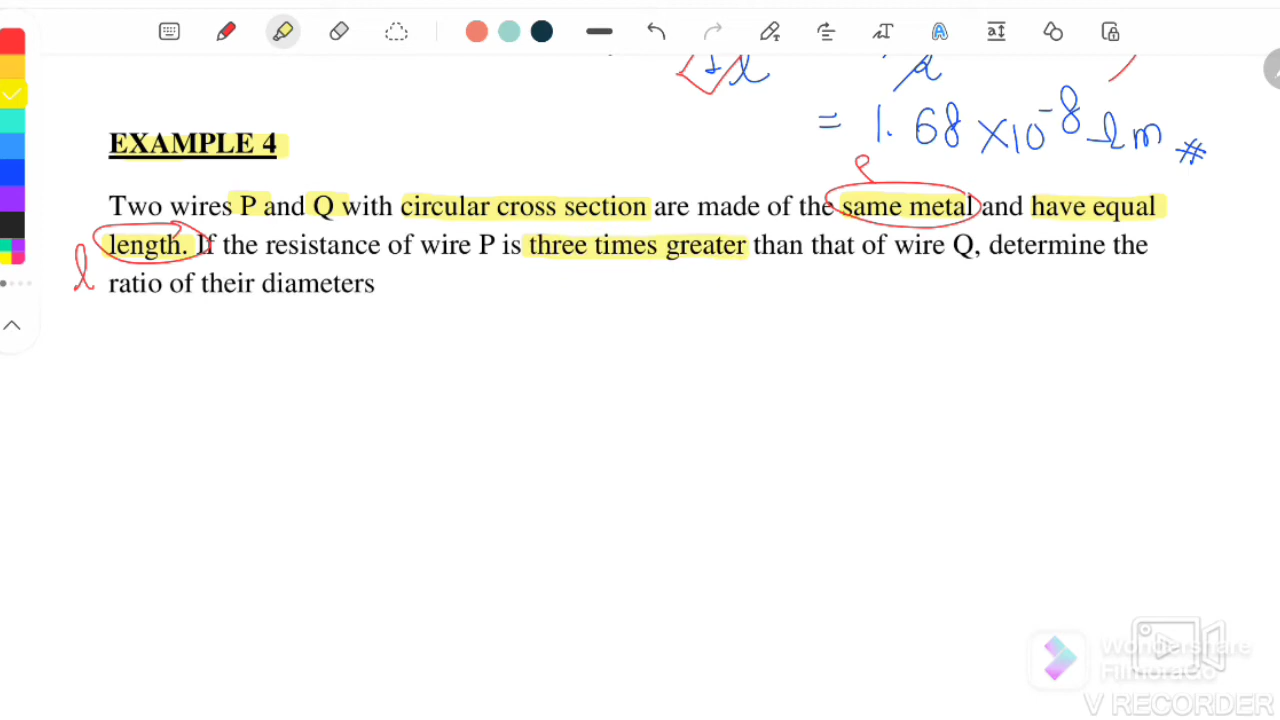 = 1.68 × 10⁻⁸ Ωm #
EXAMPLE 4
ρ
Two wires P and Q with circular cross section are made of the same metal and have equal
length. If the resistance of wire P is three times greater than that of wire Q, determine the
l
ratio of their diameters
Wondershare
Filmora
V RECORDER